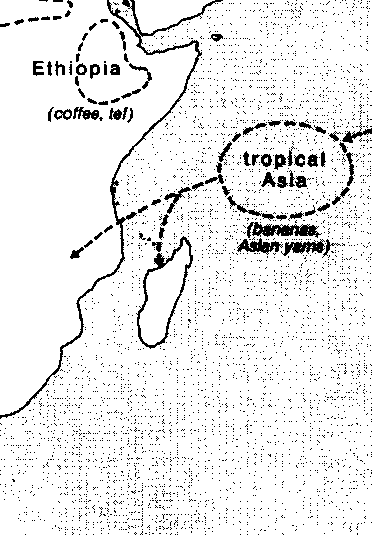 Ethiopia
(coffee, tef)
tropical
Asia
(bananas,
Asian yams)